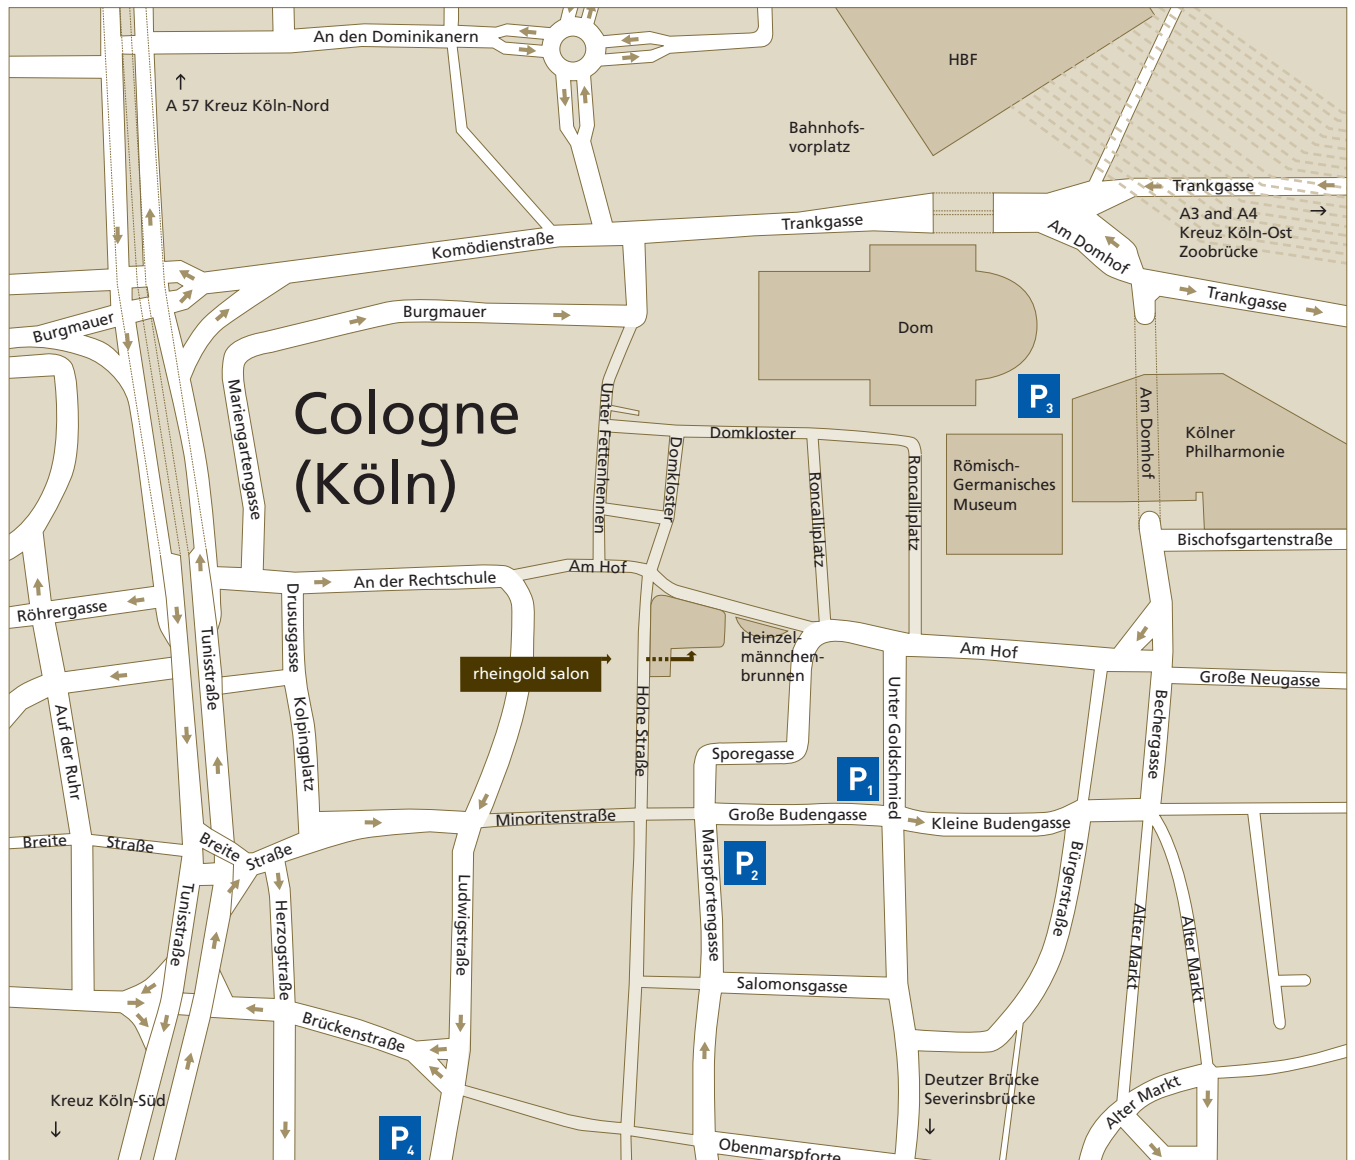 An den Dominikanern
HBF
A 57 Kreuz Köln-Nord
Bahnhofs-
vorplatz
Trankgasse
Trankgasse
A3 and A4
Kreuz Köln-Ost
Zoobrücke
Komödienstraße
Am Domhof
Trankgasse
Burgmauer
Burgmauer
Dom
Cologne
(Köln)
Mariengartengasse
Unter Fettenhennen
P3
Am Domhof
Domkloster
Domkloster
Roncalliplatz
Roncalliplatz
Römisch-
Germanisches
Museum
Kölner
Philharmonie
Bischofsgartenstraße
Am Hof
An der Rechtschule
Röhrergasse
Drususgasse
Tunisstraße
Heinzel-
männchen-
brunnen
Am Hof
rheingold salon
Große Neugasse
Auf der Ruhr
Kolpingplatz
Hohe Straße
Unter Goldschmied
Bechergasse
Sporegasse
P1
Minoritenstraße
Große Budengasse
Kleine Budengasse
Breite
Straße
Breite
Straße
P2
Marspfortengasse
Bürgerstraße
Tunisstraße
Herzogstraße
Ludwigstraße
Alter Markt
Alter Markt
Salomonsgasse
Brückenstraße
Kreuz Köln-Süd
Deutzer Brücke
Severinsbrücke
Alter Markt
P4
Obenmarspforte